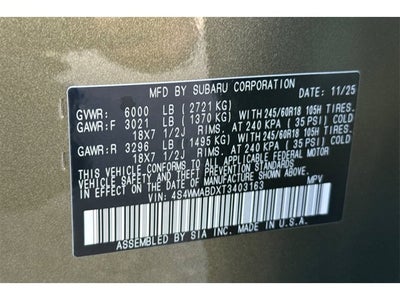 MFD BY SUBARU CORPORATION DATE: 11/25
GVWR: 6000 LB (2721 KG)
GAWR:F 3021 LB (1370 KG) WITH 245/60R18 105H TIRES.
18X7 1/2J RIMS. AT 240 KPA (35 PSI) COLD
GAWR:R 3296 LB (1495 KG) WITH 245/60R18 105H TIRES.
18X7 1/2J RIMS. AT 240 KPA (35 PSI) COLD
THIS VEHICLE CONFORMS TO ALL APPLICABLE FEDERAL MOTOR
VEHICLE SAFETY AND THEFT PREVENTION STANDARDS
IN EFFECT ON THE DATE OF MANUFACTURE SHOWN ABOVE.
VIN: 4S4WMABDXT3403163 MPV
ASSEMBLED BY SIA INC. MADE IN U.S.A.